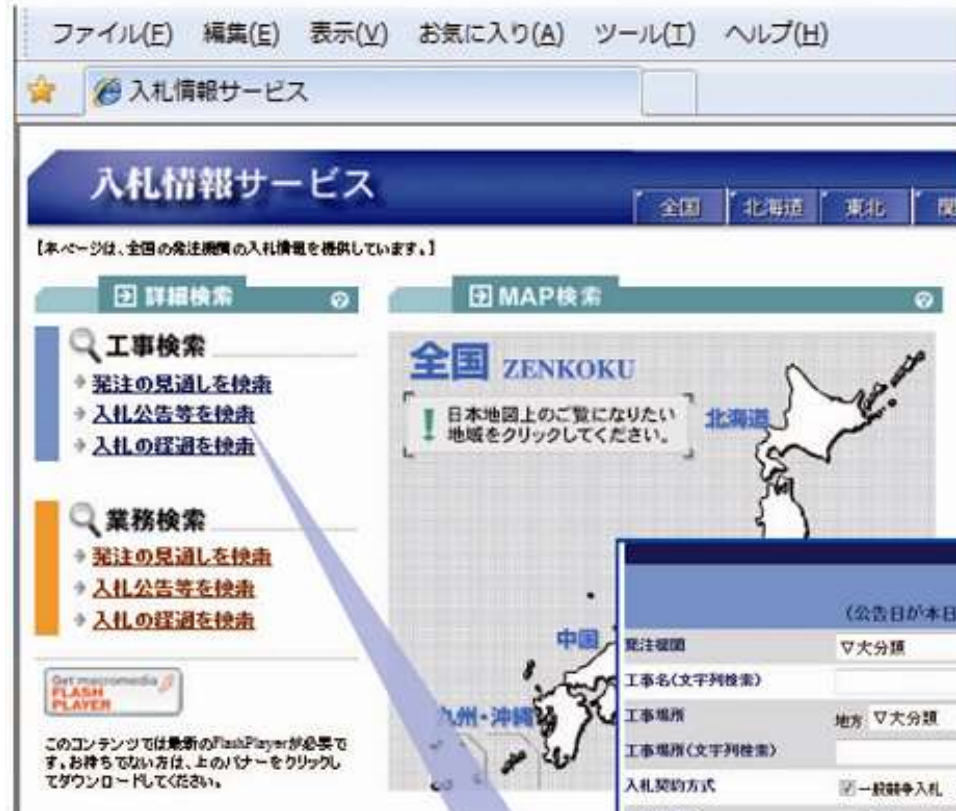 ファイル(F) 編集(E) 表示(V) お気に入り(A) ツール(T) ヘルプ(H)
入札情報サービス
入札情報サービス
全国 北海道 東北 関
【本ページは、全国の発注機関の入札情報を提供しています。】
詳細検索
MAP検索
工事検索
発注の見通しを検索
入札公告等を検索
入札の経過を検索
業務検索
発注の見通しを検索
入札公告等を検索
入札の経過を検索
Get macromedia
FLASH
PLAYER
このコンテンツでは最新のFlashPlayerが必要で
す。お持ちでない方は、上のバナーをクリックし
てダウンロードしてください。
全国 ZENKOKU
! 日本地図上のご覧になりたい
地域をクリックしてください。
北海道
中国
九州・沖縄
(公告日が本日
発注機関 ▽大分類
工事名(文字列検索)
工事場所 地方 ▽大分類
工事場所(文字列検索)
入札契約方式 一般競争入札